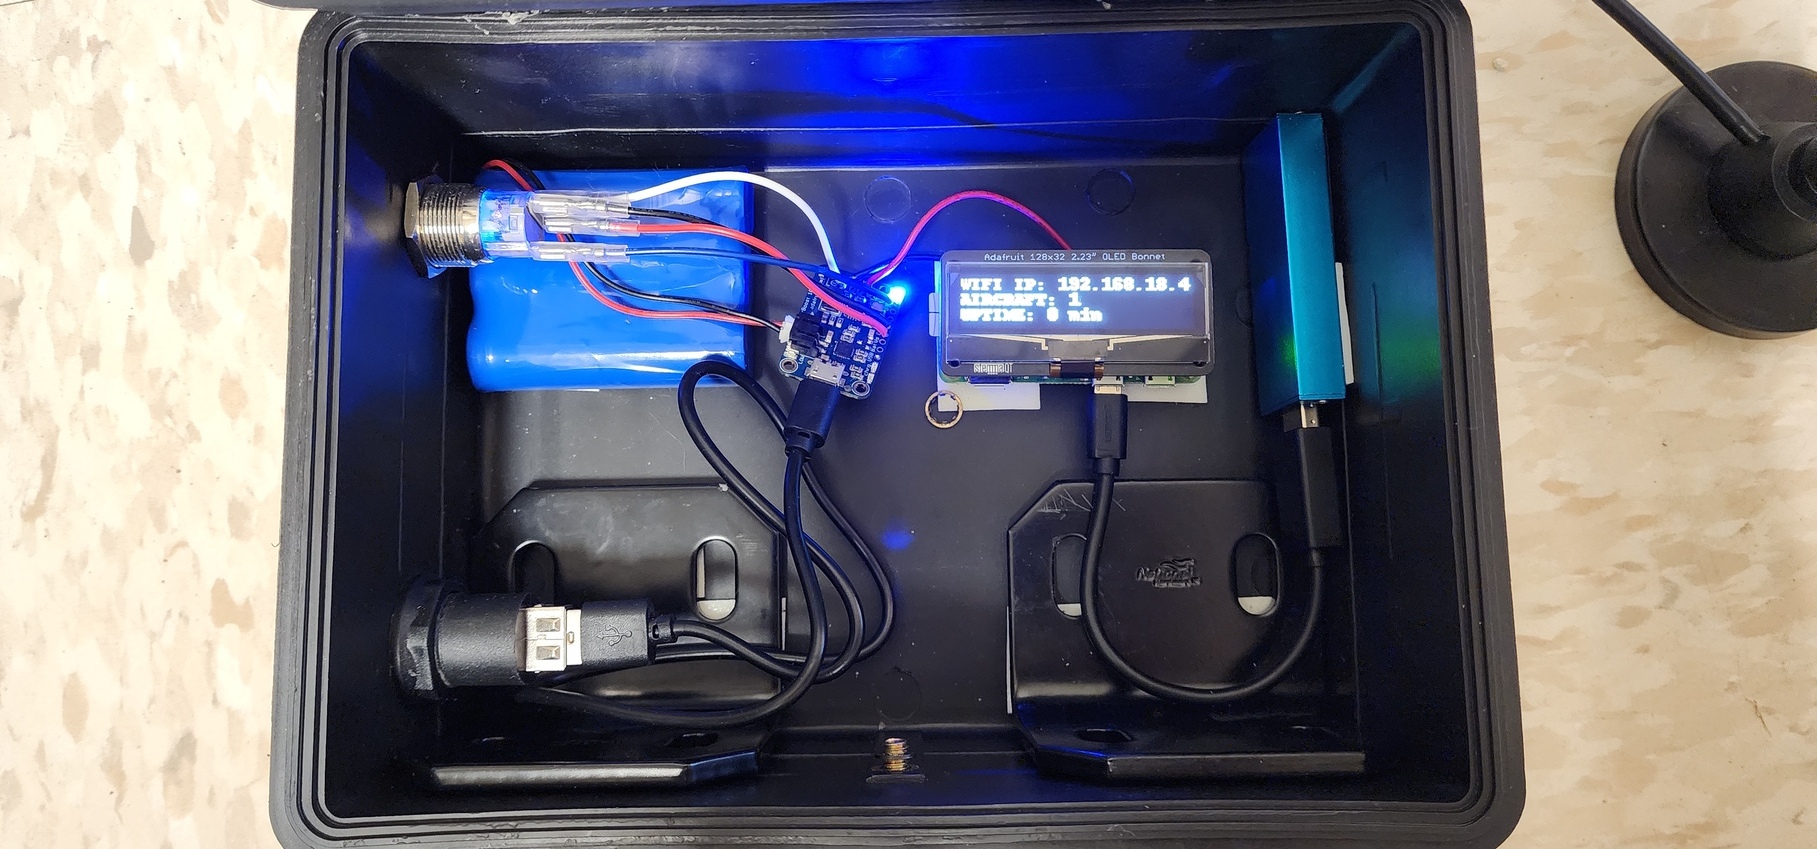 Adafruit 128x32 2.23" OLED Bonnet
WIFI IP: 192.168.18.4
AIRCRAFT: 1
UPTIME: 0 min